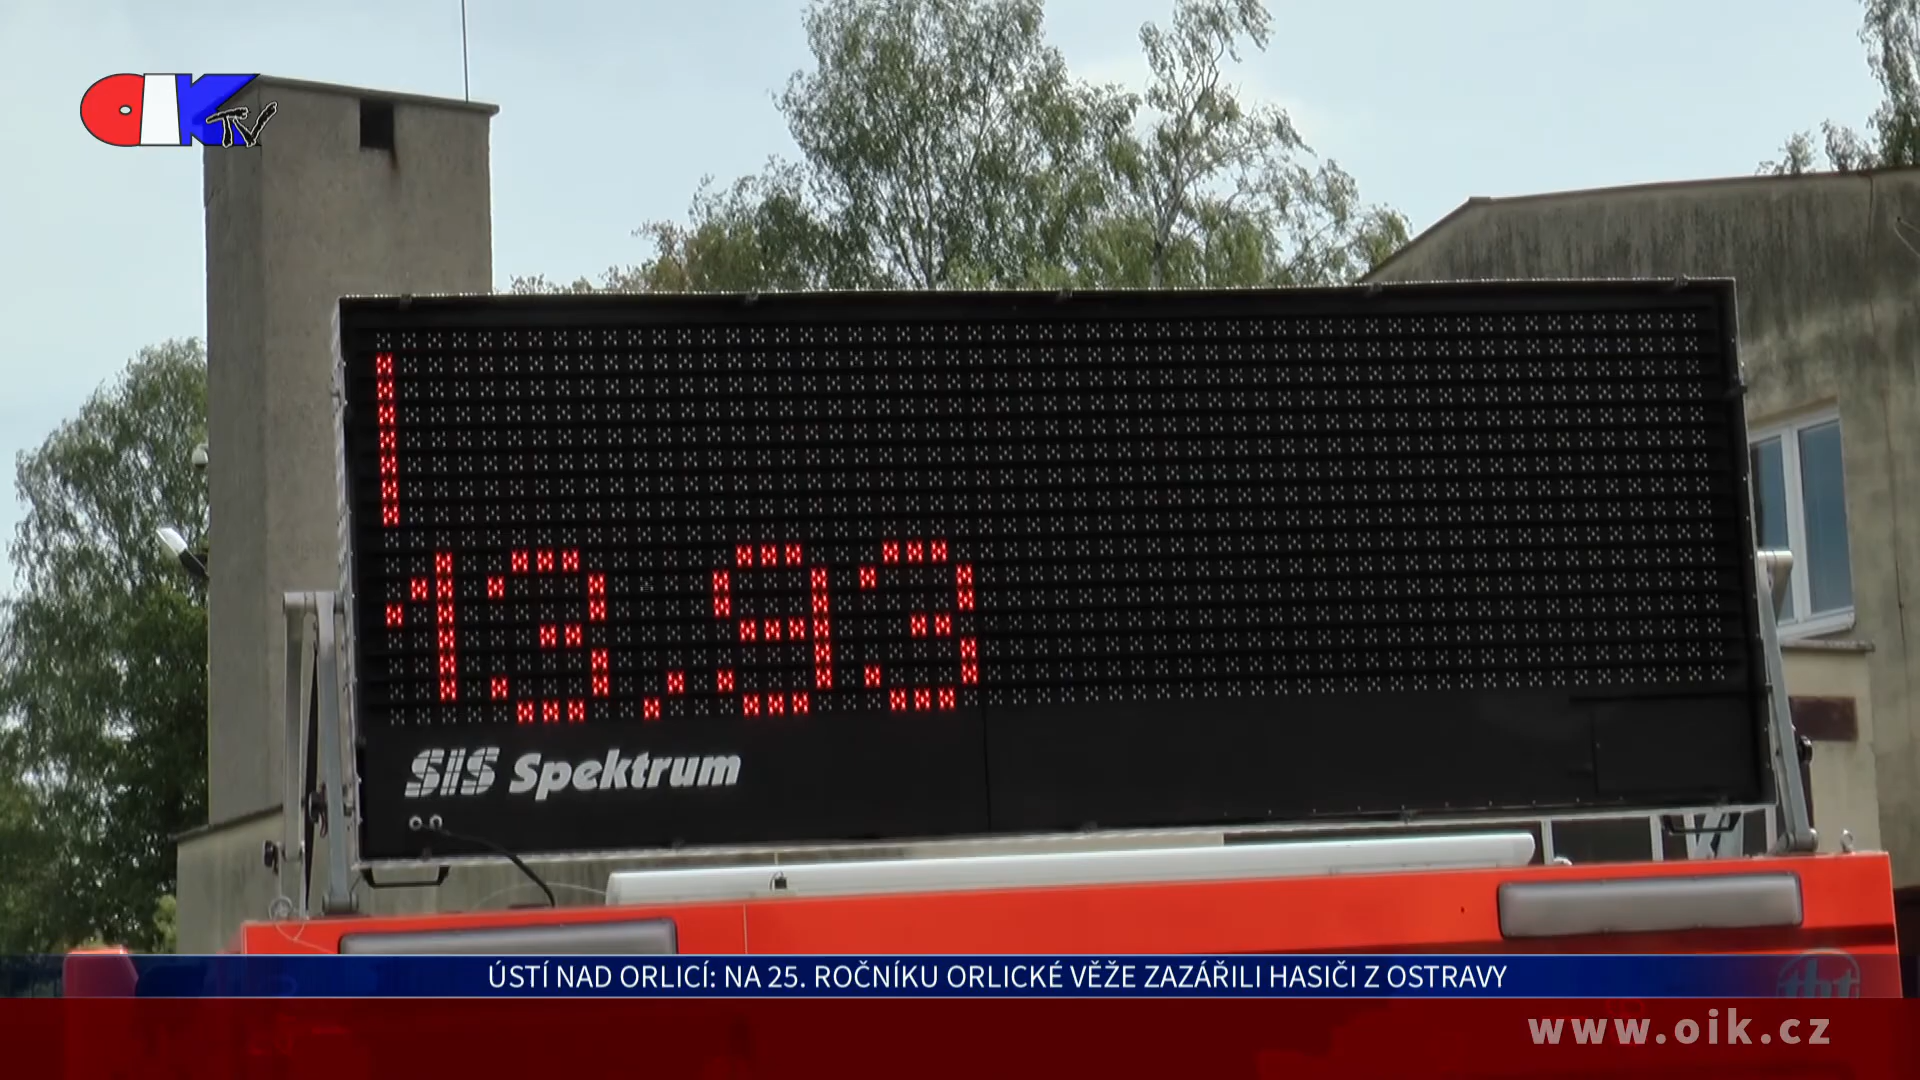 OIK TV
I
13.93
SIS Spektrum
ÚSTÍ NAD ORLICÍ: NA 25. ROČNÍKU ORLICKÉ VĚŽE ZAZÁŘILI HASIČI Z OSTRAVY
tht
www.oik.cz